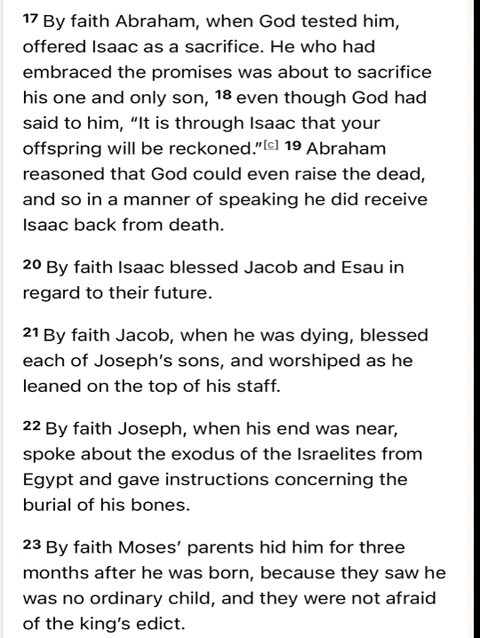 17 By faith Abraham, when God tested him,
offered Isaac as a sacrifice. He who had
embraced the promises was about to sacrifice
his one and only son, 18 even though God had
said to him, “It is through Isaac that your
offspring will be reckoned.”[c] 19 Abraham
reasoned that God could even raise the dead,
and so in a manner of speaking he did receive
Isaac back from death.
20 By faith Isaac blessed Jacob and Esau in
regard to their future.
21 By faith Jacob, when he was dying, blessed
each of Joseph’s sons, and worshiped as he
leaned on the top of his staff.
22 By faith Joseph, when his end was near,
spoke about the exodus of the Israelites from
Egypt and gave instructions concerning the
burial of his bones.
23 By faith Moses’ parents hid him for three
months after he was born, because they saw he
was no ordinary child, and they were not afraid
of the king’s edict.